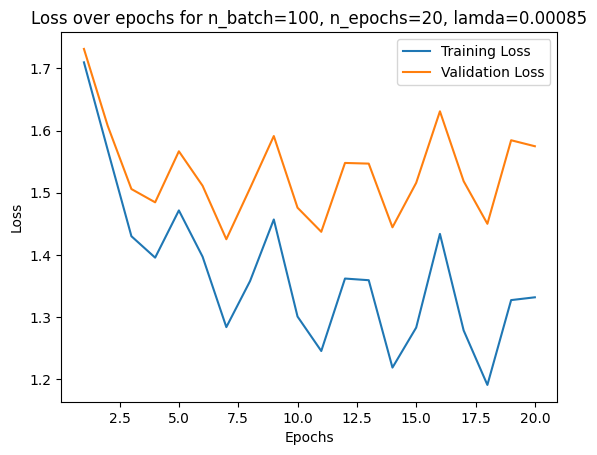 Loss over epochs for n_batch=100, n_epochs=20, lamda=0.00085
Training Loss
Validation Loss
1.7
1.6
1.5
1.4
1.3
1.2
Loss
2.5
5.0
7.5
10.0
12.5
15.0
17.5
20.0
Epochs